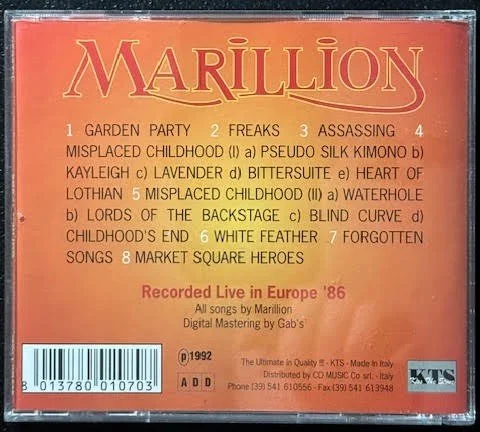 MARILLION
1 GARDEN PARTY 2 FREAKS 3 ASSASSING 4
MISPLACED CHILDHOOD (I) a) PSEUDO SILK KIMONO b)
KAYLEIGH c) LAVENDER d) BITTERSUITE e) HEART OF
LOTHIAN 5 MISPLACED CHILDHOOD (II) a) WATERHOLE
b) LORDS OF THE BACKSTAGE c) BLIND CURVE d)
CHILDHOOD'S END 6 WHITE FEATHER 7 FORGOTTEN
SONGS 8 MARKET SQUARE HEROES
Recorded Live in Europe '86
All songs by Marillion
Digital Mastering by Gab's
8 013780 010703
℗1992
ADD
The Ultimate in Quality !!! - KTS - Made in Italy
Distributed by CD MUSIC Co srl. - Italy
Phone (39) 541 610556 - Fax (39) 541 613948
KTS